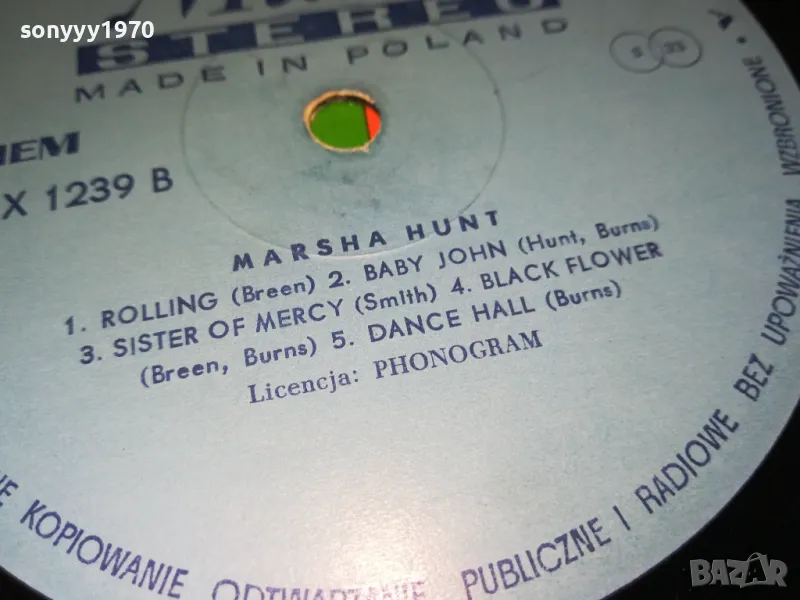 sonyyy1970
STEREO
MADE IN POLAND
S 33
A
X 1239 B
MARSHA HUNT
1. ROLLING (Breen) 2. BABY JOHN (Hunt, Burns)
3. SISTER OF MERCY (Smith) 4. BLACK FLOWER
(Breen, Burns) 5. DANCE HALL (Burns)
Licencja: PHONOGRAM
KOPIOWANIE ODTWARZANIE PUBLICZNE I RADIOWE BEZ UPOWAŻNIENIA WZBRONIONE •
BAZAR